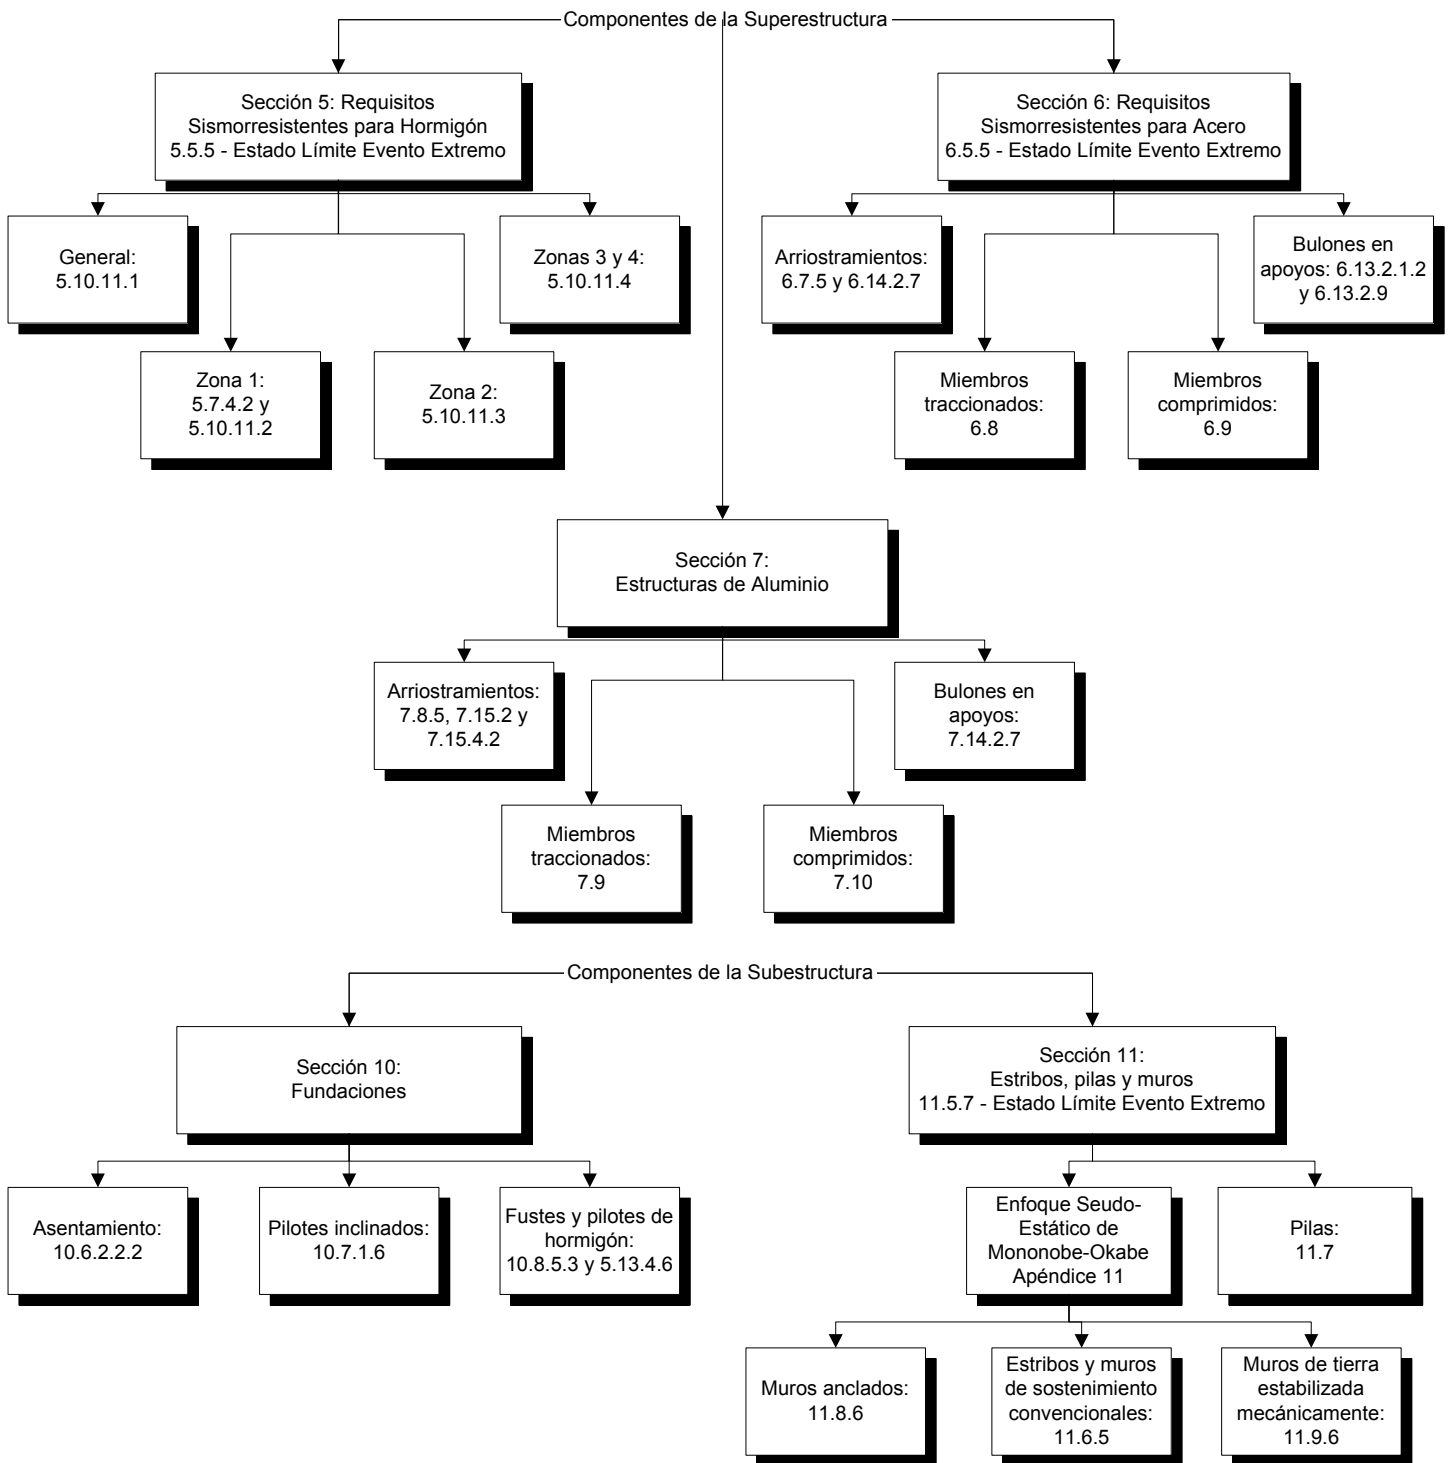 Componentes de la Superestructura
Sección 5: Requisitos
Sismorresistentes para Hormigón
5.5.5 - Estado Límite Evento Extremo
Sección 6: Requisitos
Sismorresistentes para Acero
6.5.5 - Estado Límite Evento Extremo
General:
5.10.11.1
Zonas 3 y 4:
5.10.11.4
Arriostramientos:
6.7.5 y 6.14.2.7
Bulones en
apoyos: 6.13.2.1.2
y 6.13.2.9
Zona 1:
5.7.4.2 y
5.10.11.2
Zona 2:
5.10.11.3
Miembros
traccionados:
6.8
Miembros
comprimidos:
6.9
Sección 7:
Estructuras de Aluminio
Arriostramientos:
7.8.5, 7.15.2 y
7.15.4.2
Bulones en
apoyos:
7.14.2.7
Miembros
traccionados:
7.9
Miembros
comprimidos:
7.10
Componentes de la Subestructura
Sección 10:
Fundaciones
Sección 11:
Estribos, pilas y muros
11.5.7 - Estado Límite Evento Extremo
Asentamiento:
10.6.2.2.2
Pilotes inclinados:
10.7.1.6
Fustes y pilotes de
hormigón:
10.8.5.3 y 5.13.4.6
Enfoque Seudo-
Estático de
Mononobe-Okabe
Apéndice 11
Pilas:
11.7
Muros anclados:
11.8.6
Estribos y muros
de sostenimiento
convencionales:
11.6.5
Muros de tierra
estabilizada
mecánicamente:
11.9.6